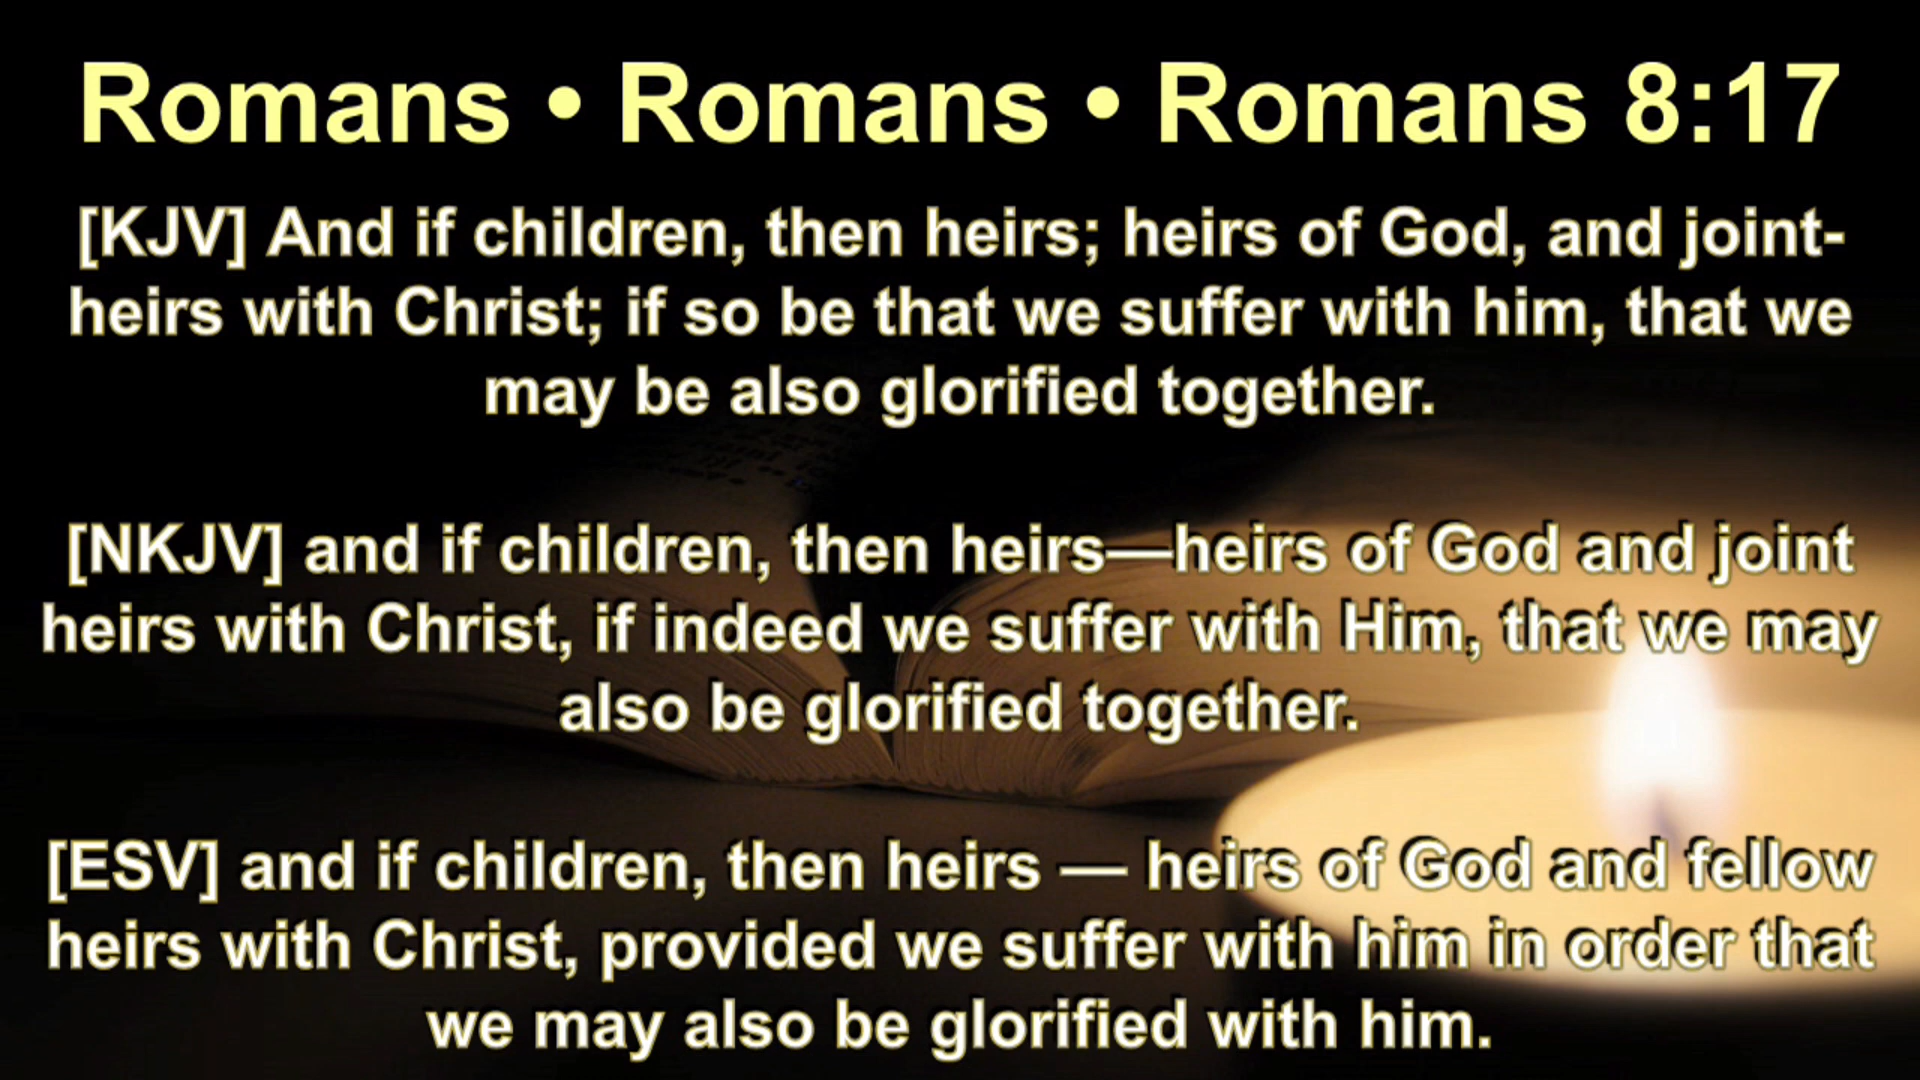 Romans • Romans • Romans 8:17
[KJV] And if children, then heirs; heirs of God, and joint-
heirs with Christ; if so be that we suffer with him, that we
may be also glorified together.
[NKJV] and if children, then heirs—heirs of God and joint
heirs with Christ, if indeed we suffer with Him, that we may
also be glorified together.
[ESV] and if children, then heirs — heirs of God and fellow
heirs with Christ, provided we suffer with him in order that
we may also be glorified with him.